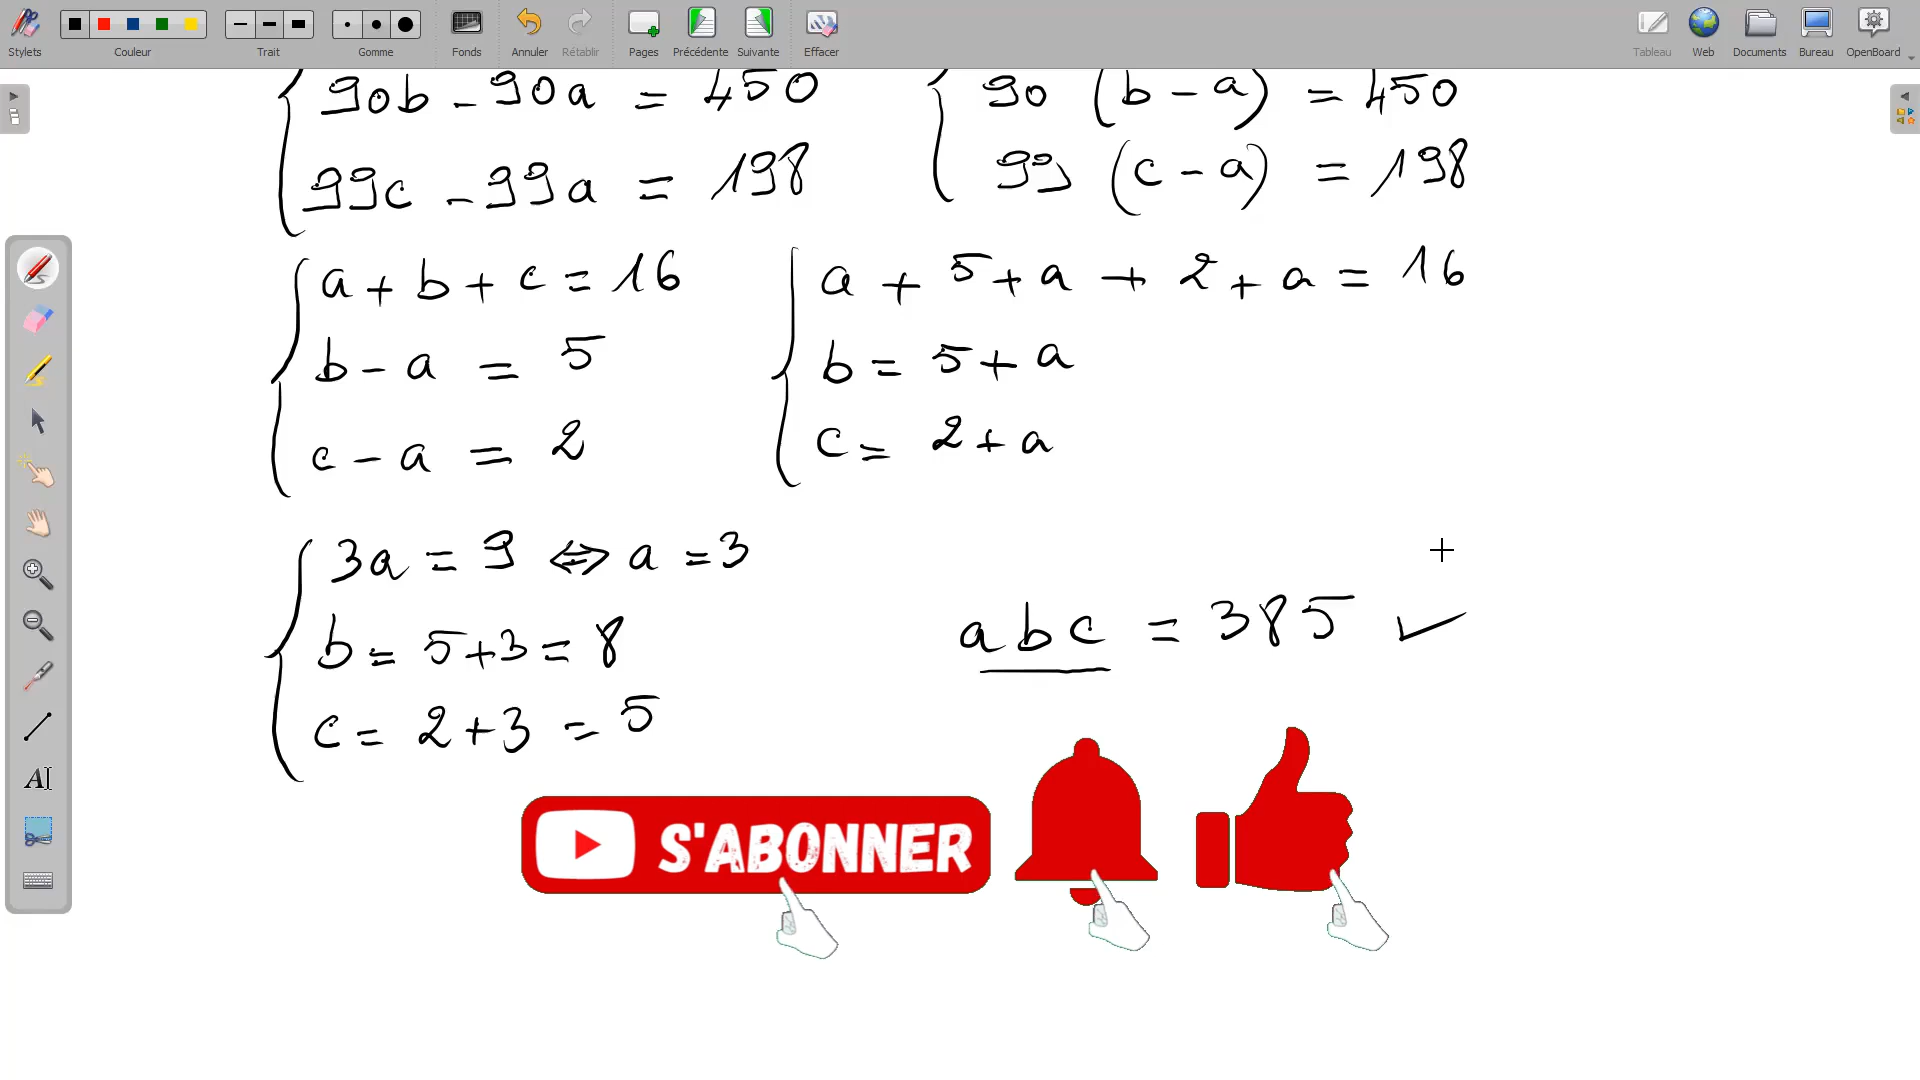 Stylets Couleur Trait Gomme Fonds Annuler Rétablir Pages Précédente Suivante Effacer Tableau Web Documents Bureau OpenBoard
90b - 90a = 450
90 (b - a) = 450
99c - 99a = 198
99 (c - a) = 198
a + b + c = 16
b - a = 5
c - a = 2
a + 5 + a + 2 + a = 16
b = 5 + a
c = 2 + a
3a = 9 ⇔ a = 3
b = 5 + 3 = 8
c = 2 + 3 = 5
abc = 385 ✓
S'ABONNER
AI